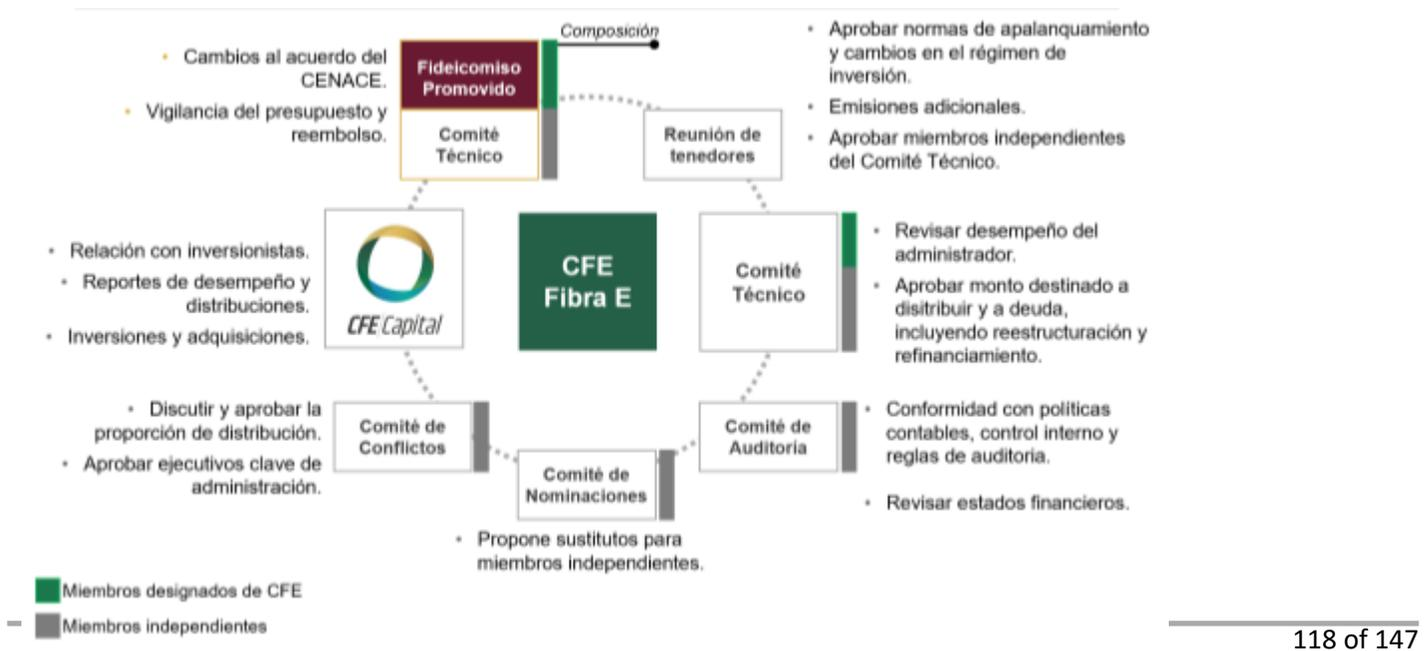 Composición
• Cambios al acuerdo del
CENACE.
• Vigilancia del presupuesto y
reembolso.
Fideicomiso
Promovido
Comité
Técnico
Reunión de
tenedores
• Aprobar normas de apalanquamiento
y cambios en el régimen de
inversión.
• Emisiones adicionales.
• Aprobar miembros independientes
del Comité Técnico.
• Relación con inversionistas.
• Reportes de desempeño y
distribuciones.
• Inversiones y adquisiciones.
CFE Capital
CFE
Fibra E
Comité
Técnico
• Revisar desempeño del
administrador.
• Aprobar monto destinado a
disitribuir y a deuda,
incluyendo reestructuración y
refinanciamiento.
• Discutir y aprobar la
proporción de distribución.
• Aprobar ejecutivos clave de
administración.
Comité de
Conflictos
Comité de
Nominaciones
• Propone sustitutos para
miembros independientes.
Comité de
Auditoria
• Conformidad con políticas
contables, control interno y
reglas de auditoria.
• Revisar estados financieros.
Miembros designados de CFE
Miembros independientes
118 of 147